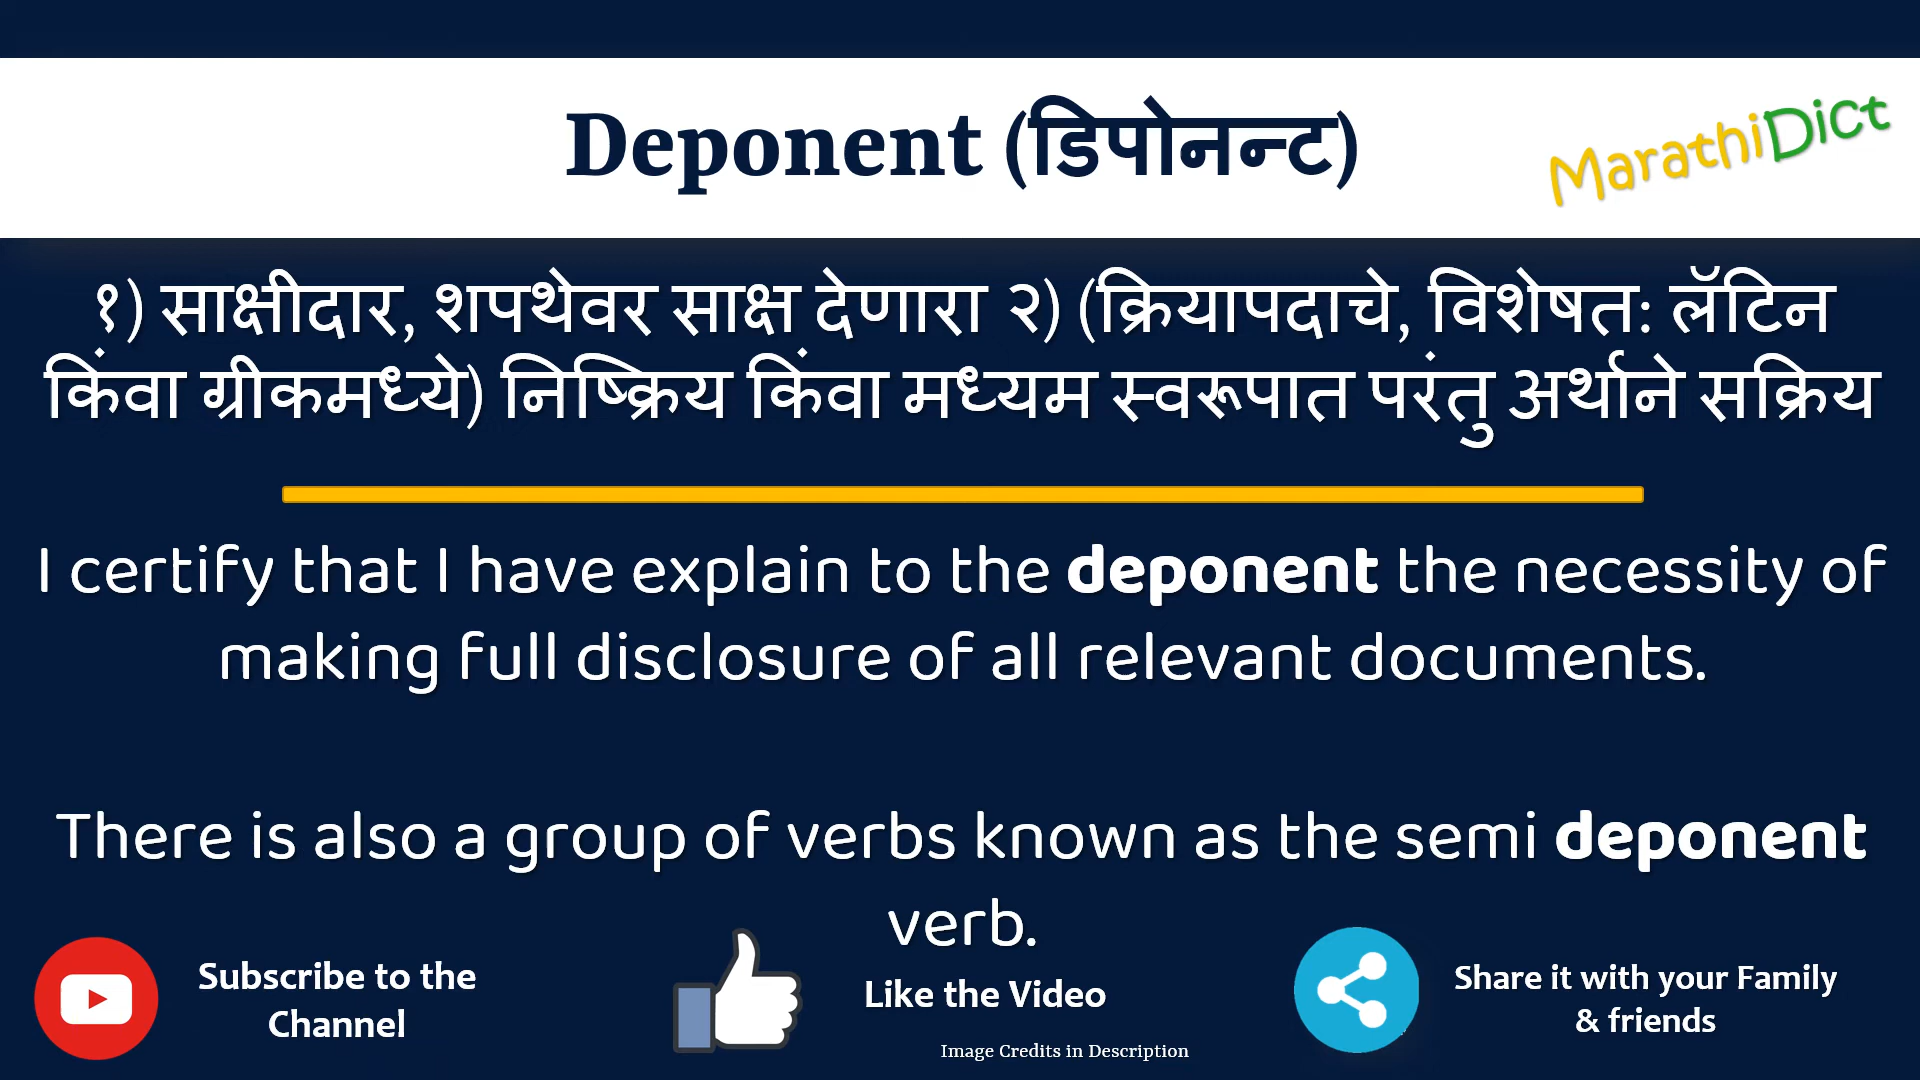 Deponent (डिपोनन्ट)
MarathiDict
१) साक्षीदार, शपथेवर साक्ष देणारा २) (क्रियापदाचे, विशेषत: लॅटिन
किंवा ग्रीकमध्ये) निष्क्रिय किंवा मध्यम स्वरूपात परंतु अर्थाने सक्रिय
I certify that I have explain to the deponent the necessity of
making full disclosure of all relevant documents.
There is also a group of verbs known as the semi deponent
verb.
Subscribe to the
Channel
Like the Video
Share it with your Family
& friends
Image Credits in Description